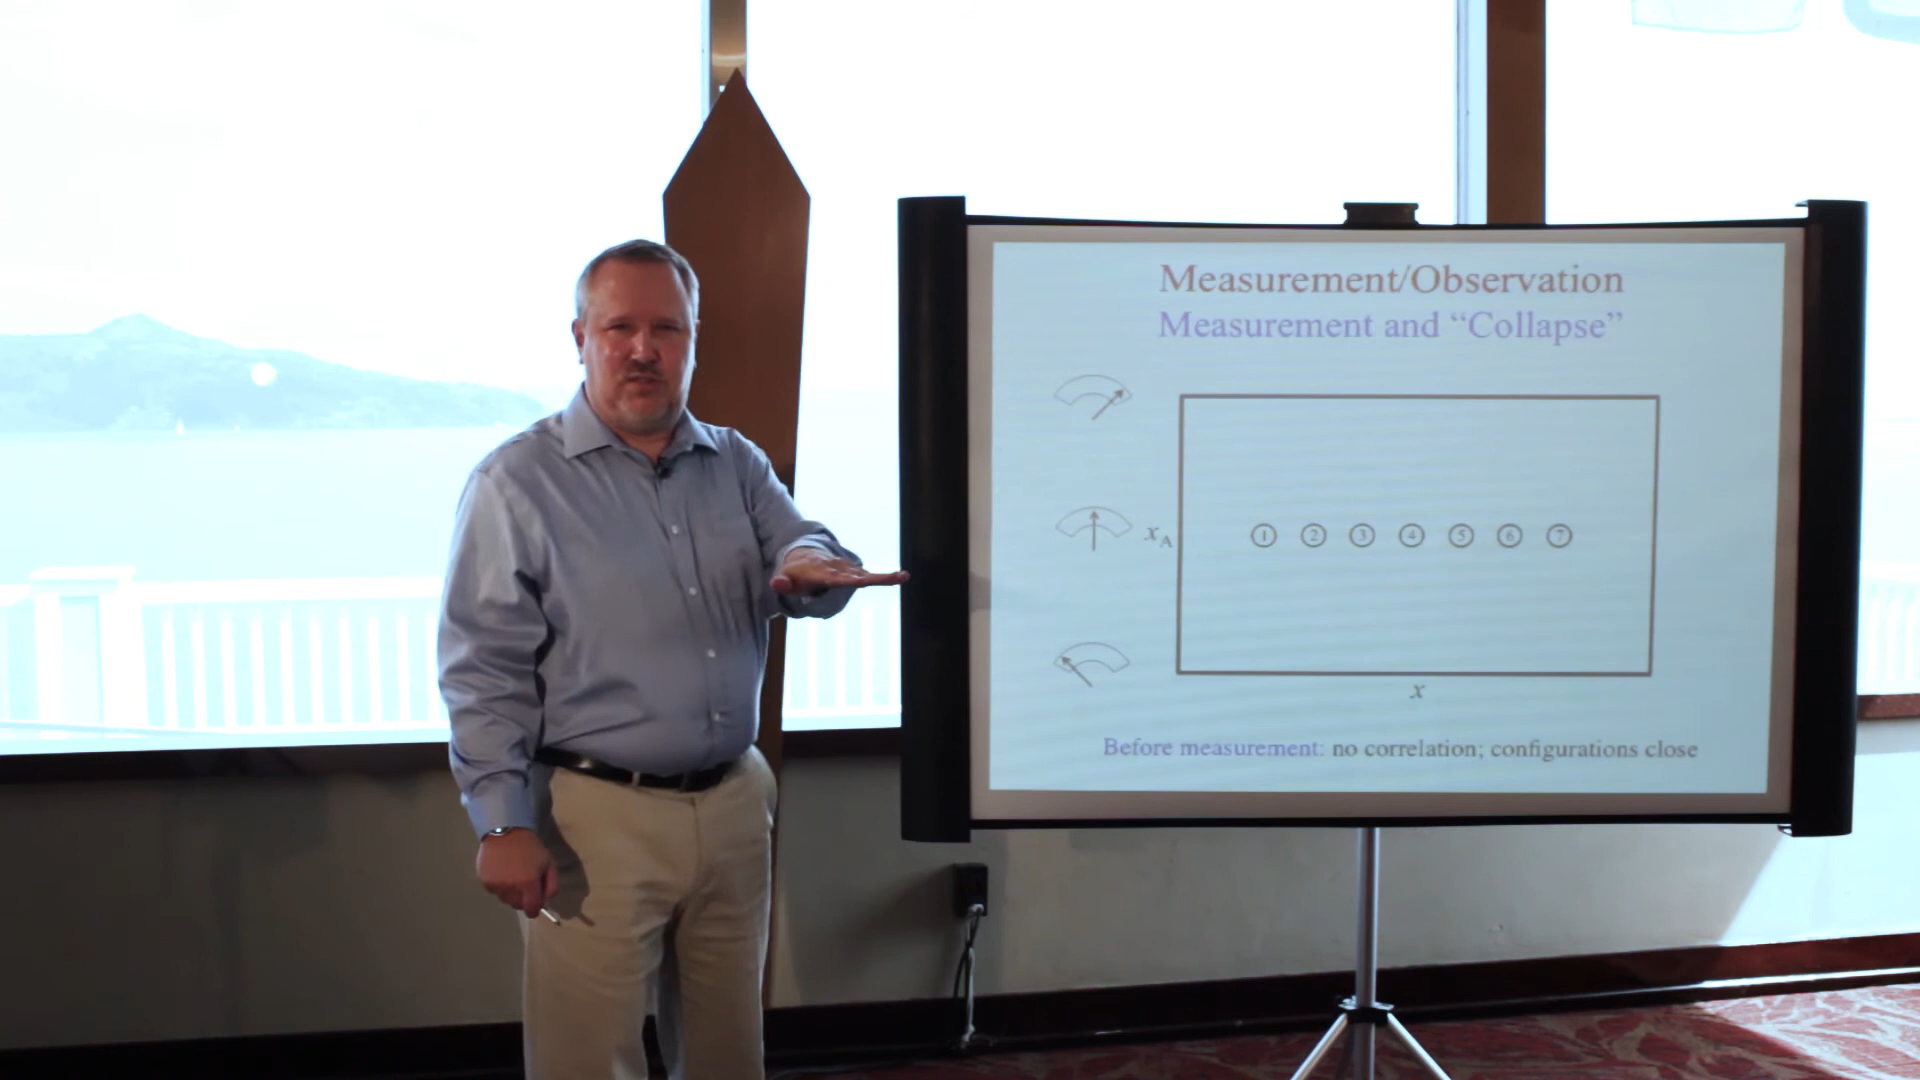 Measurement/Observation
Measurement and “Collapse”
xA
1 2 3 4 5 6 7
x
Before measurement: no correlation; configurations close